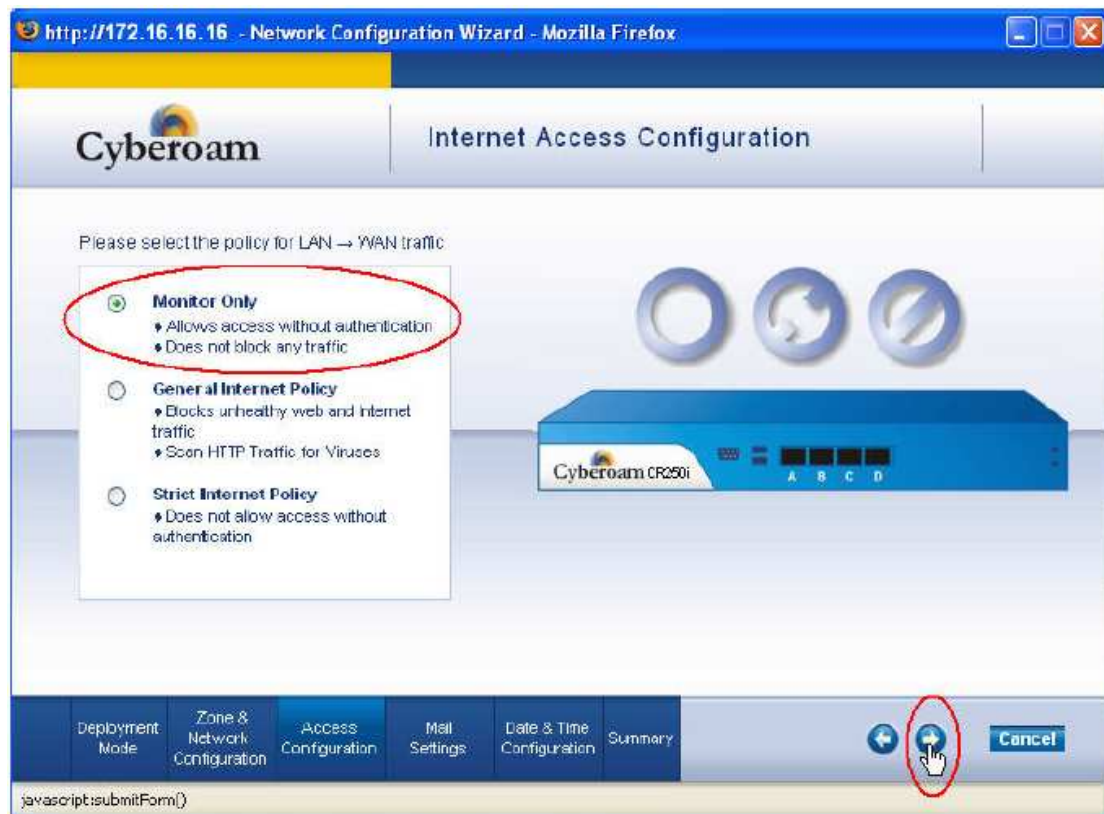 http://172.16.16.16 - Network Configuration Wizard - Mozilla Firefox
Cyberoam
Internet Access Configuration
Please select the policy for LAN → WAN traffic
Monitor Only
Allows access without authentication
Does not block any traffic
General Internet Policy
Blocks unhealthy web and internet
traffic
Scan HTTP Traffic for Viruses
Strict Internet Policy
Does not allow access without
authentication
Cyberoam CR250i
A B C D
Deployment
Mode
Zone &
Network
Configuration
Access
Configuration
Mail
Settings
Date & Time
Configuration
Summary
Cancel
javascript:submitForm()